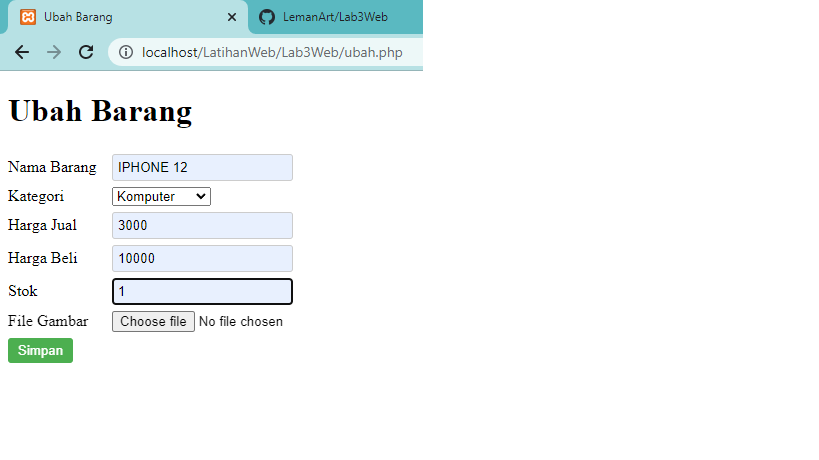 Ubah Barang
LemanArt/Lab3Web
localhost/LatihanWeb/Lab3Web/ubah.php
Ubah Barang
Nama Barang IPHONE 12
Kategori Komputer
Harga Jual 3000
Harga Beli 10000
Stok 1
File Gambar Choose file No file chosen
Simpan